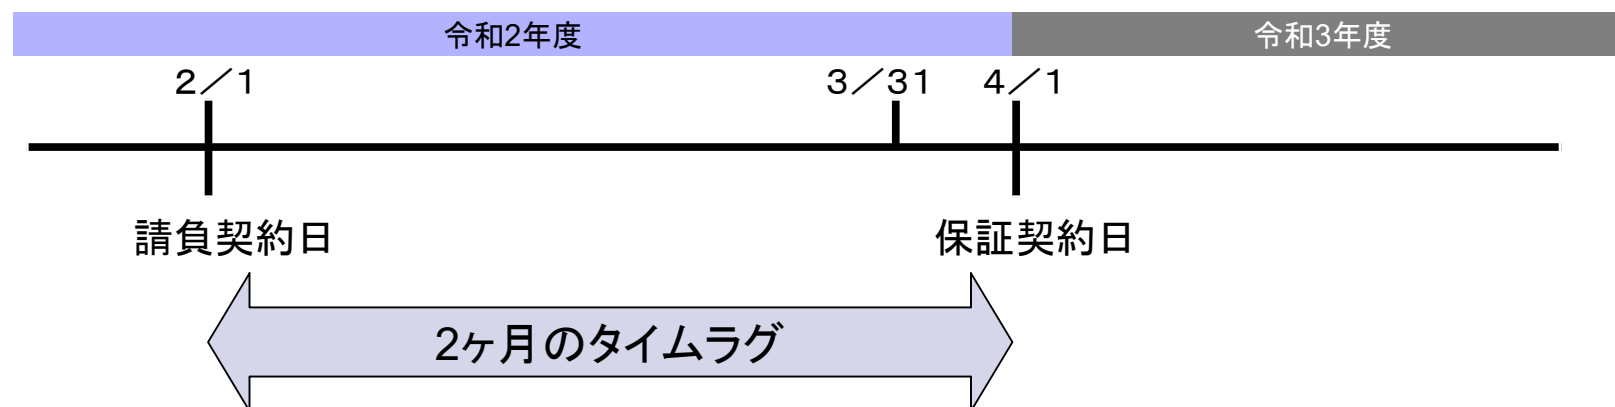 令和2年度
令和3年度
２／１
３／３１
４／１
請負契約日
保証契約日
2ヶ月のタイムラグ